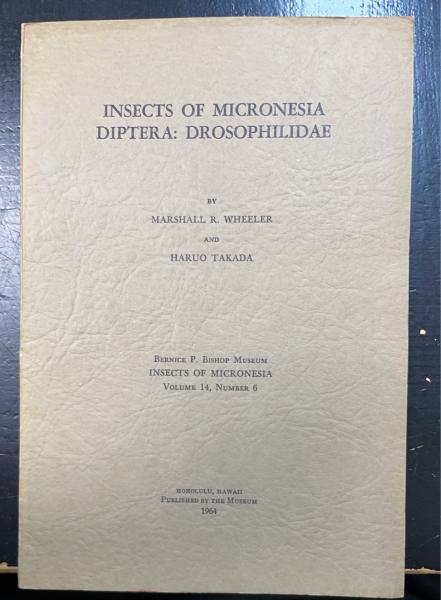 INSECTS OF MICRONESIA
DIPTERA: DROSOPHILIDAE
BY
MARSHALL R. WHEELER
AND
HARUO TAKADA
BERNICE P. BISHOP MUSEUM
INSECTS OF MICRONESIA
VOLUME 14, NUMBER 6
HONOLULU, HAWAII
PUBLISHED BY THE MUSEUM
1964